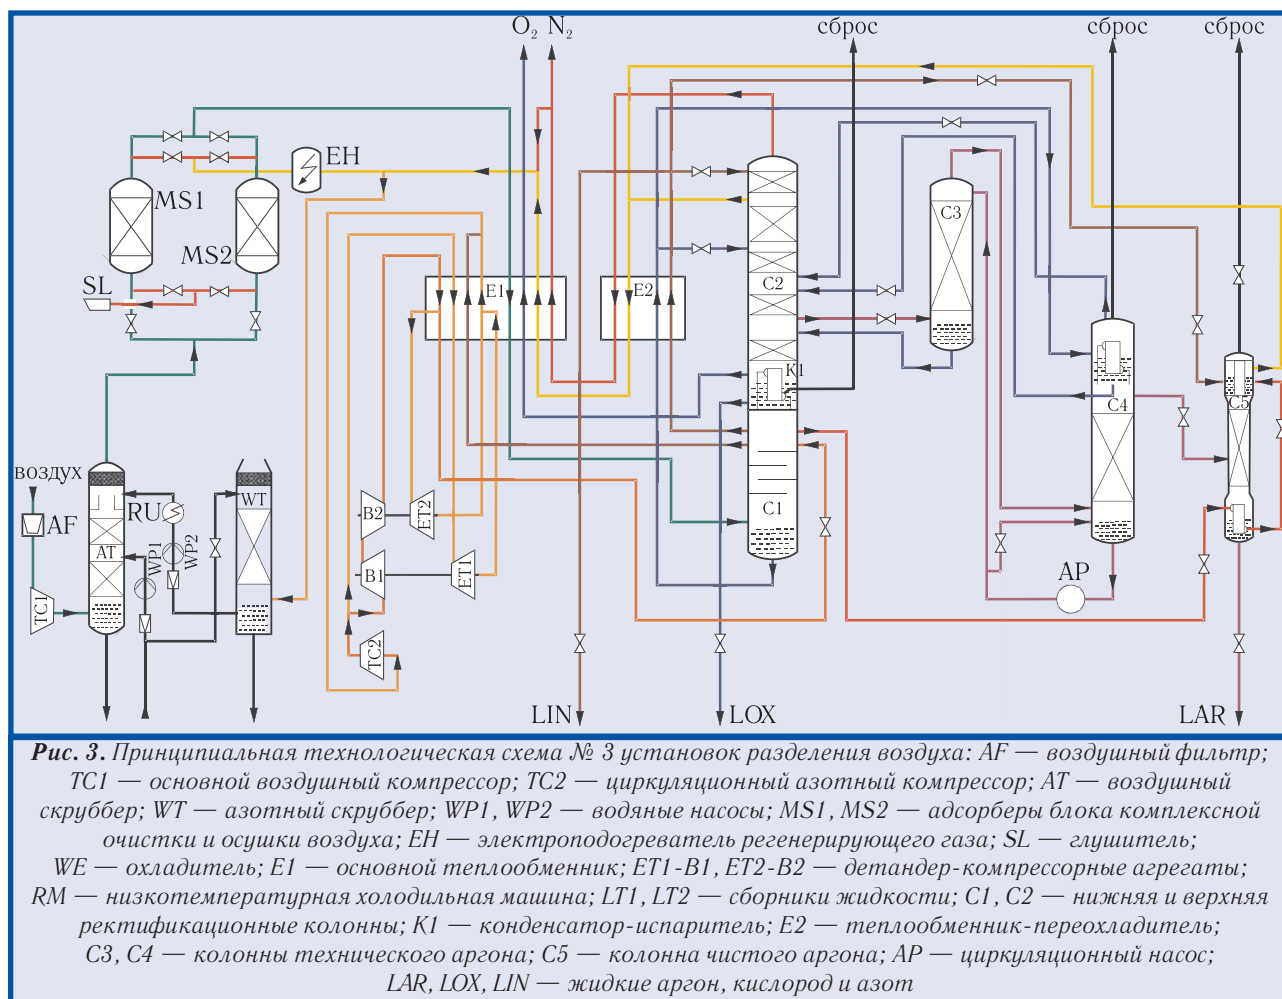 O₂ N₂ сброс сброс сброс
EH
MS1
C3
MS2
SL
E1 E2 C2
K1
C5
C4
воздух
WT
RU
AF
B2
ET2
C1
AT
WP1
WP2
B1
ET1
AP
TC1
TC2
LIN LOX LAR
Рис. 3. Принципиальная технологическая схема № 3 установок разделения воздуха: AF — воздушный фильтр;
TC1 — основной воздушный компрессор; TC2 — циркуляционный азотный компрессор; AT — воздушный
скруббер; WT — азотный скруббер; WP1, WP2 — водяные насосы; MS1, MS2 — адсорберы блока комплексной
очистки и осушки воздуха; EH — электроподогреватель регенерирующего газа; SL — глушитель;
WE — охладитель; E1 — основной теплообменник; ET1-B1, ET2-B2 — детандер-компрессорные агрегаты;
RM — низкотемпературная холодильная машина; LT1, LT2 — сборники жидкости; C1, C2 — нижняя и верхняя
ректификационные колонны; K1 — конденсатор-испаритель; E2 — теплообменник-переохладитель;
C3, C4 — колонны технического аргона; C5 — колонна чистого аргона; AP — циркуляционный насос;
LAR, LOX, LIN — жидкие аргон, кислород и азот